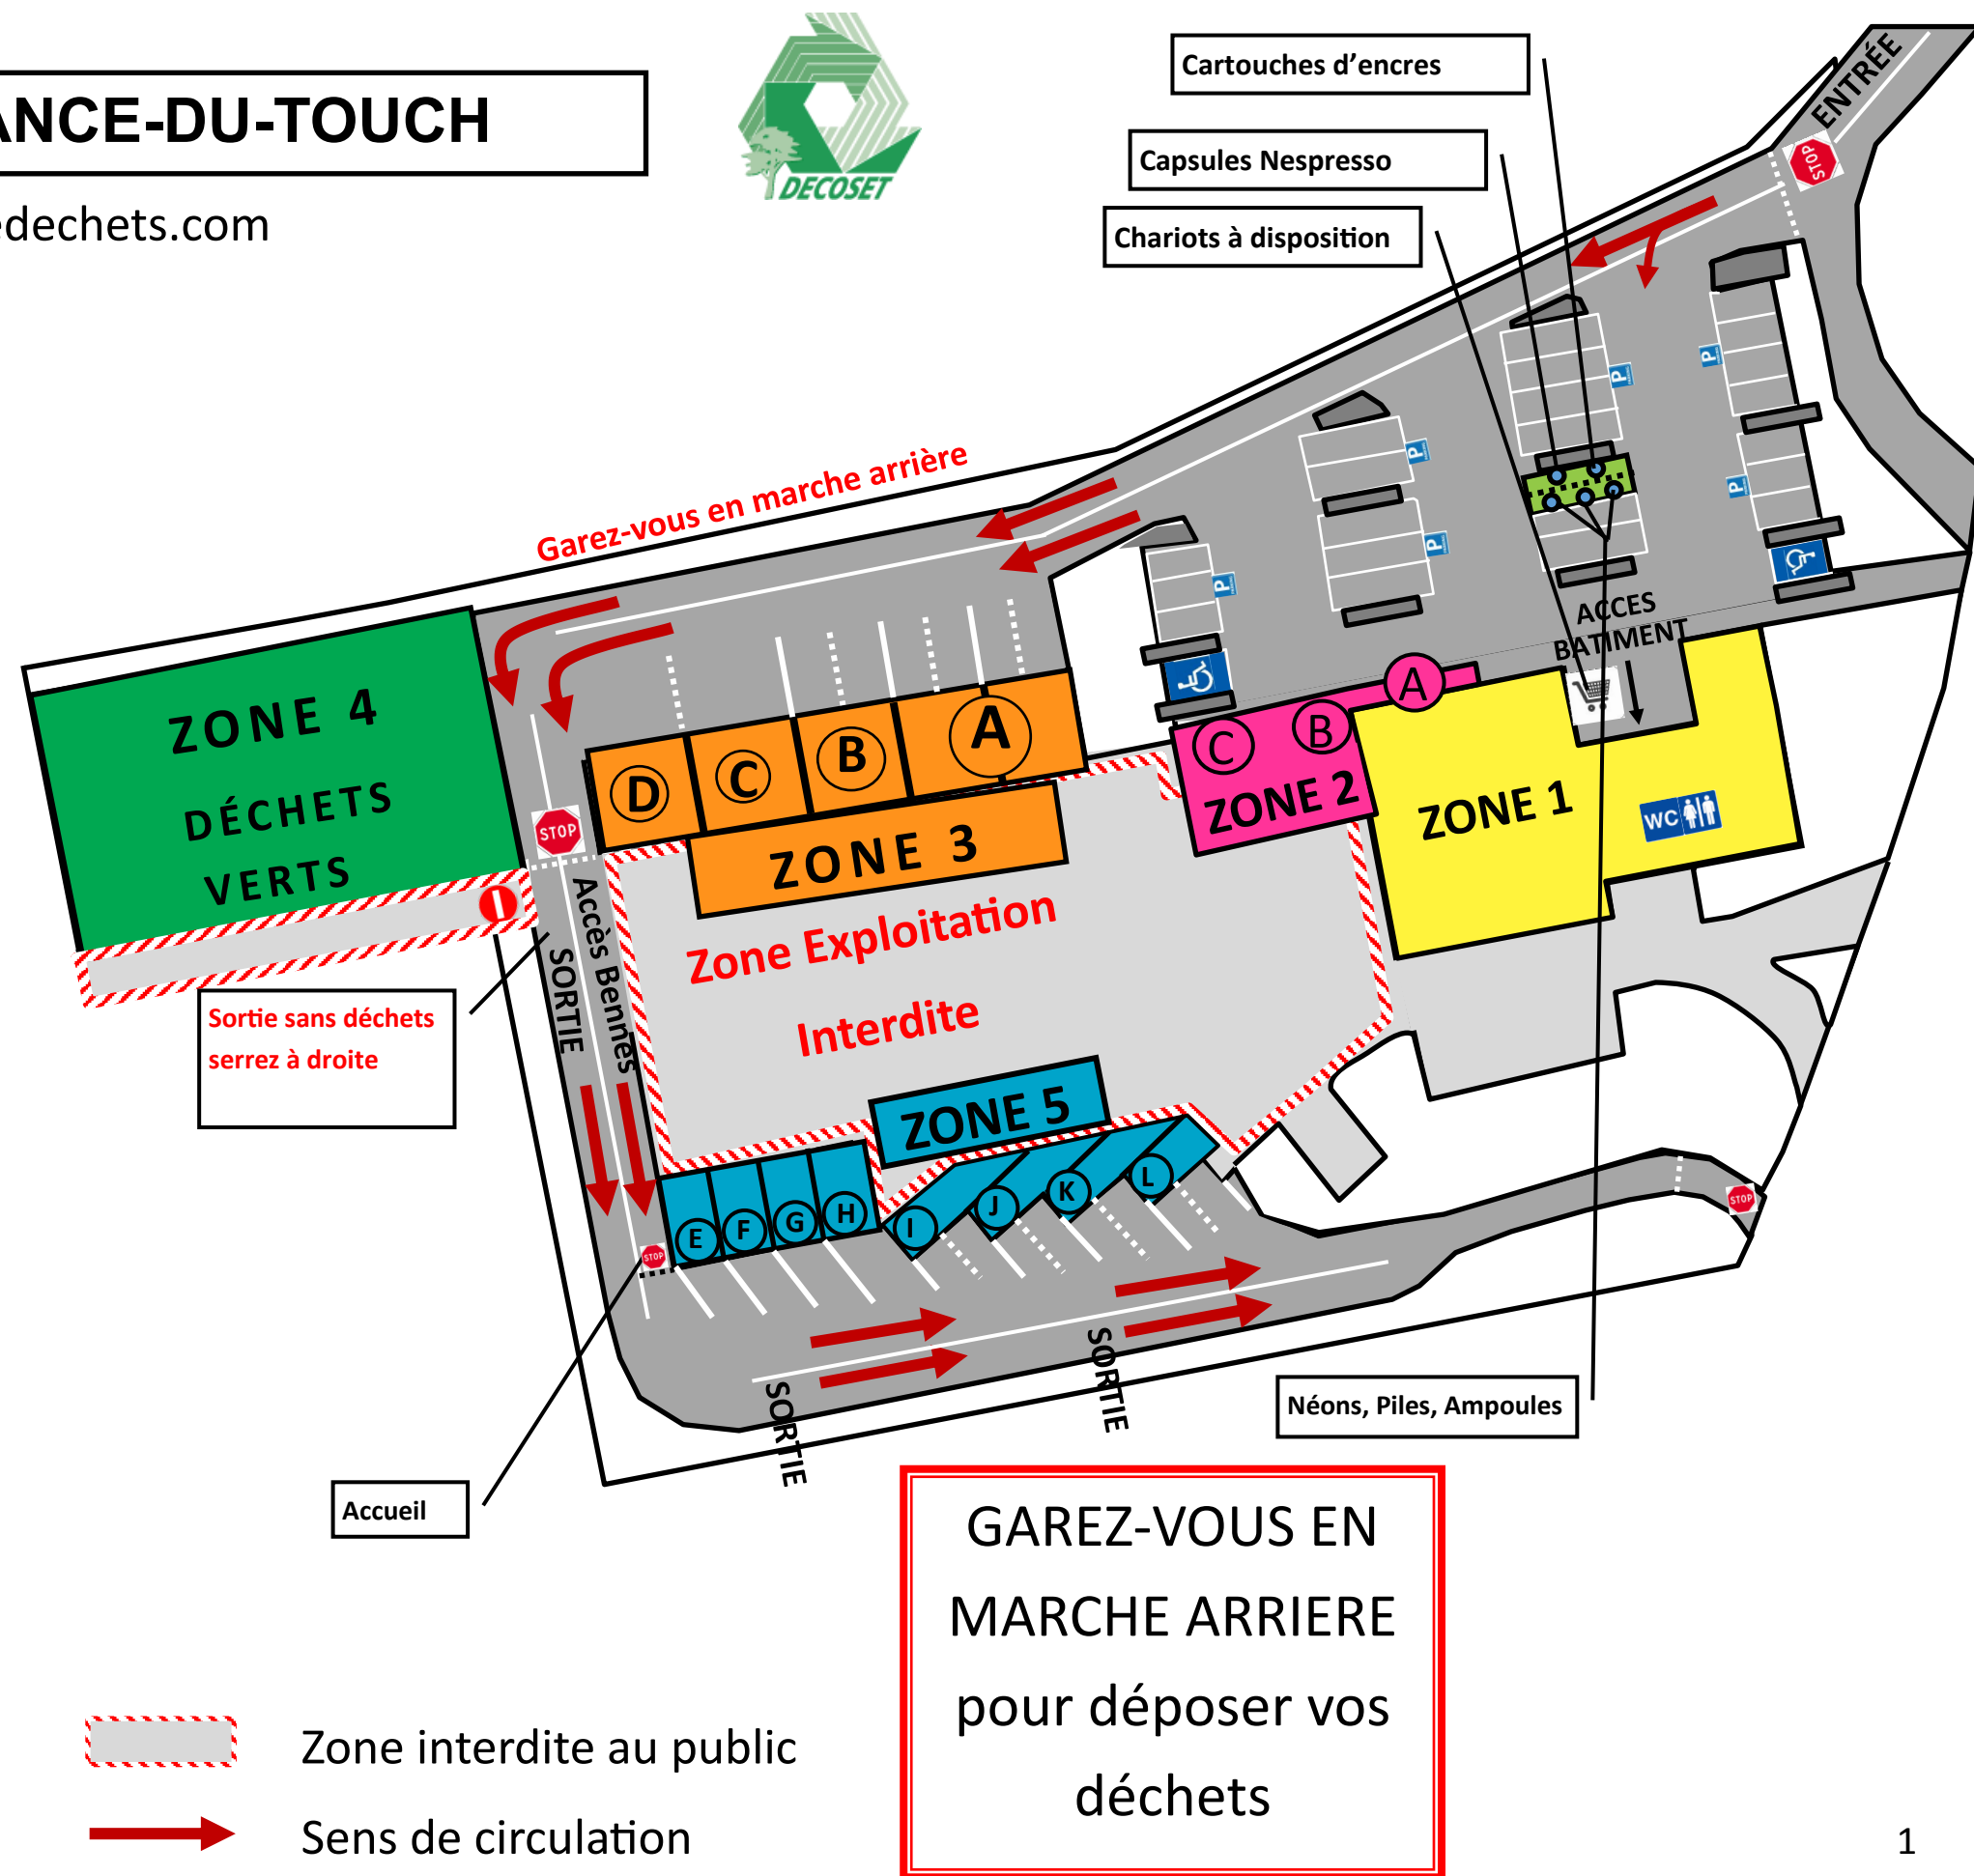 ANCE-DU-TOUCH
edechets.com
DECOSET
Cartouches d'encres
Capsules Nespresso
Chariots à disposition
ENTRÉE
STOP
Garez-vous en marche arrière
P
P
P
P
P
P
ACCES
BATIMENT
ZONE 4
DÉCHETS
VERTS
A
B
C
D
ZONE 3
A
B
C
ZONE 2
ZONE 1
WC
STOP
Accès Bennes
SORTIE
Zone Exploitation
Interdite
Sortie sans déchets
serrez à droite
ZONE 5
E
F
G
H
I
J
K
L
STOP
STOP
SORTIE
SORTIE
Néons, Piles, Ampoules
Accueil
GAREZ-VOUS EN
MARCHE ARRIERE
pour déposer vos
déchets
Zone interdite au public
Sens de circulation
1